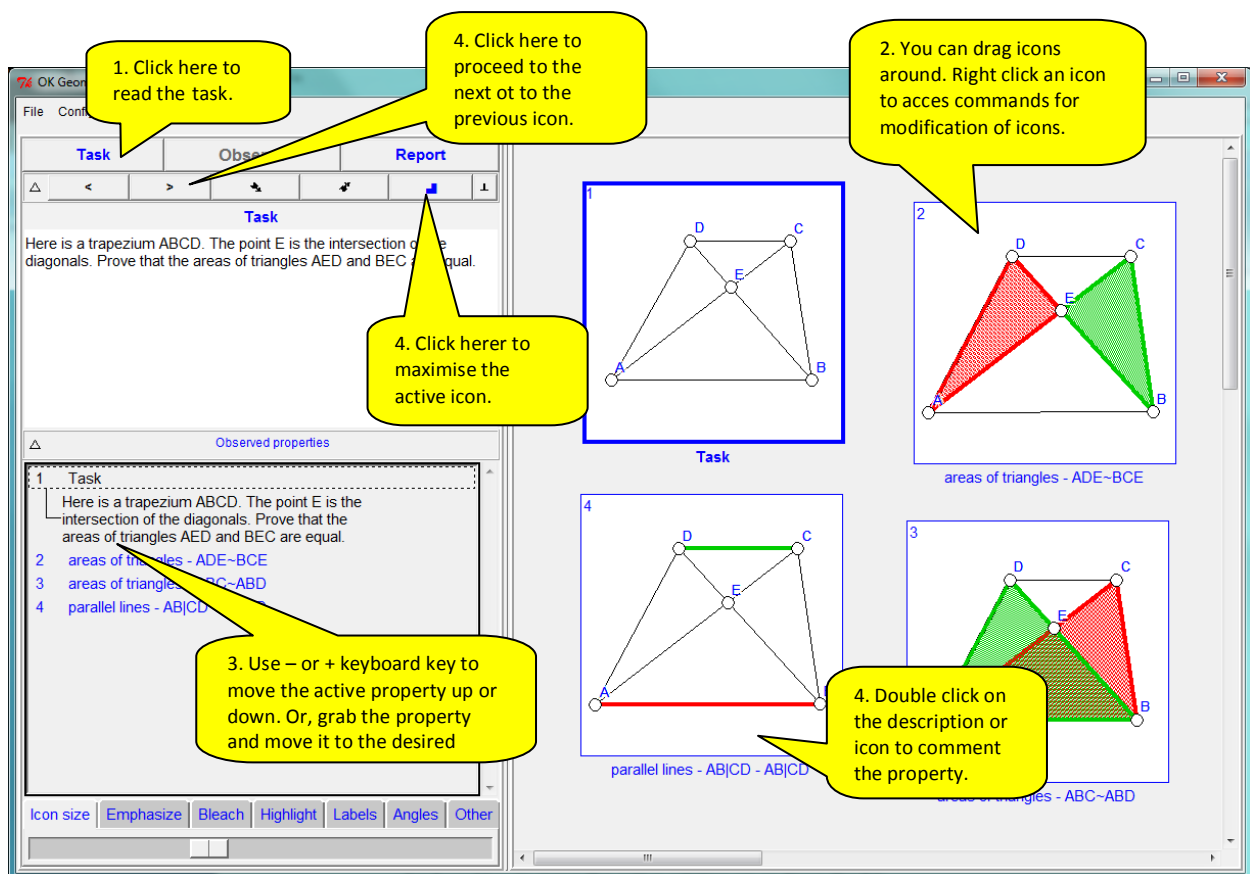 OK Geom
File Conf
1. Click here to
read the task.
4. Click here to
proceed to the
next ot to the
previous icon.
2. You can drag icons
around. Right click an icon
to acces commands for
modification of icons.
Task
Report
< >
Task
Here is a trapezium ABCD. The point E is the intersection
diagonals. Prove that the areas of triangles AED and BEC equal.
4. Click herer to
maximise the
active icon.
Observed properties
1 Task
Here is a trapezium ABCD. The point E is the
intersection of the diagonals. Prove that the
areas of triangles AED and BEC are equal.
2 areas of triangles - ADE~BCE
3 areas of triangles BC~ABD
4 parallel lines - AB|CD
3. Use – or + keyboard key to
move the active property up or
down. Or, grab the property
and move it to the desired
Icon size Emphasize Bleach Highlight Labels Angles Other
1
D C
E
A B
Task
2
D C
E
A B
areas of triangles - ADE~BCE
4
D C
E
A
parallel lines - AB|CD - AB|CD
3
D C
E
B
areas of triangles - ABC~ABD
4. Double click on
the description or
icon to comment
the property.